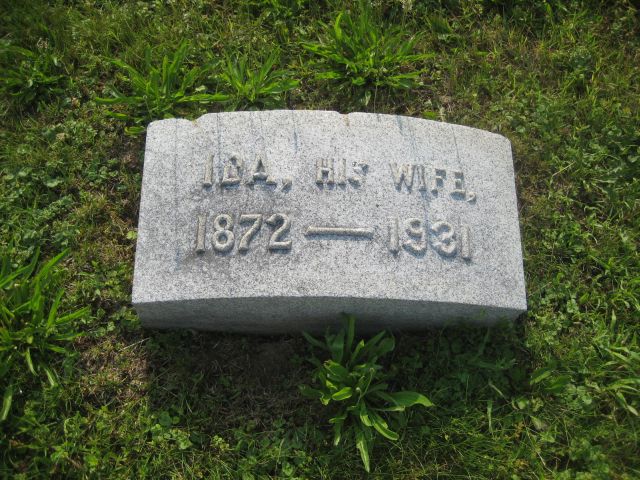 IDA, HIS WIFE,
1872 — 1931